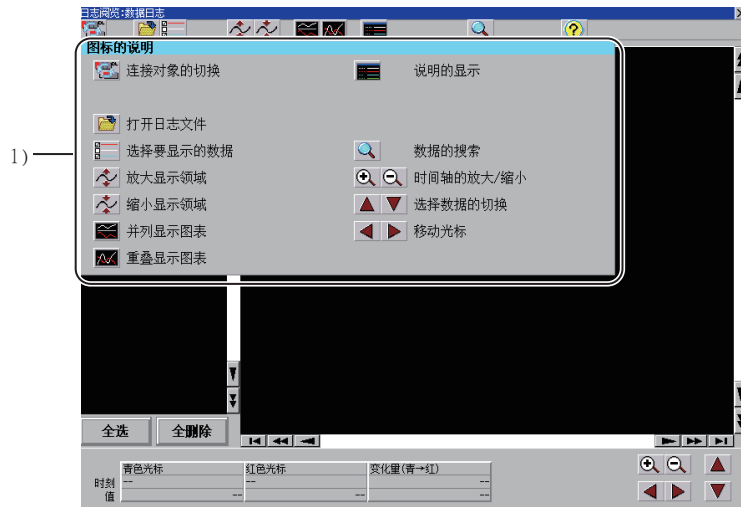 日志阅览:数据日志
图标的说明
连接对象的切换
说明的显示
打开日志文件
选择要显示的数据
数据的搜索
放大显示领域
时间轴的放大/缩小
缩小显示领域
选择数据的切换
并列显示图表
移动光标
重叠显示图表
1)
全选
全删除
青色光标
红色光标
变化量(青→红)
时刻 -- -- --
值 -- -- --